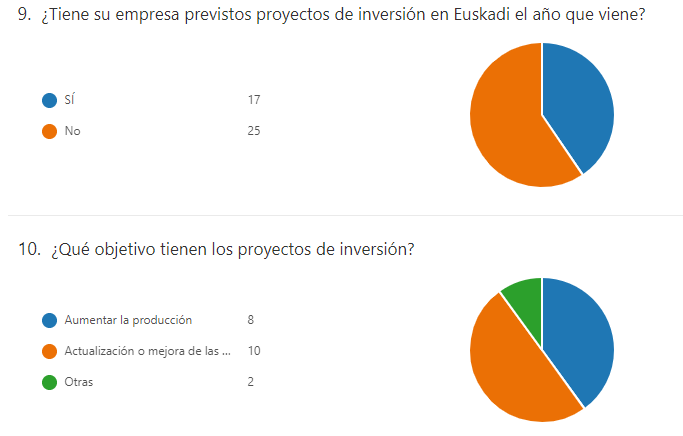 9. ¿Tiene su empresa previstos proyectos de inversión en Euskadi el año que viene?
SÍ 17
No 25
10. ¿Qué objetivo tienen los proyectos de inversión?
Aumentar la producción 8
Actualización o mejora de las ... 10
Otras 2